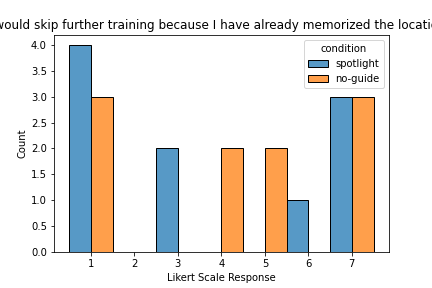 would skip further training because I have already memorized the locati
condition
spotlight
no-guide
4.0
3.5
3.0
2.5
2.0
1.5
1.0
0.5
0.0
Count
1 2 3 4 5 6 7
Likert Scale Response